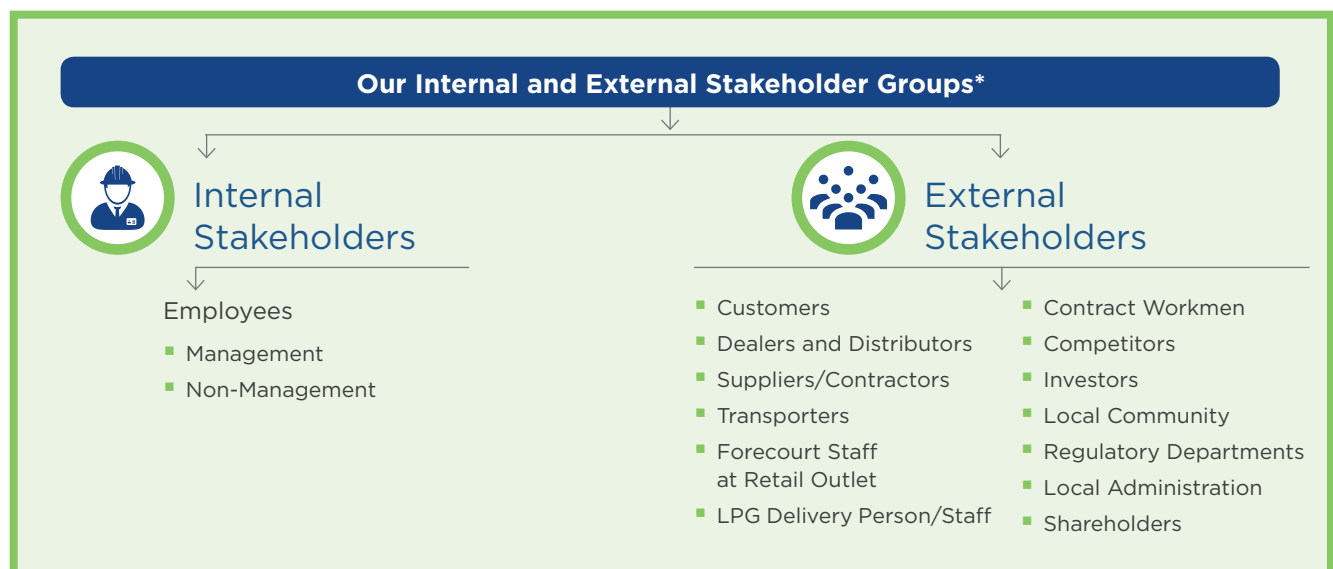 Our Internal and External Stakeholder Groups*
Internal
Stakeholders
Employees
Management
Non-Management
External
Stakeholders
Customers
Dealers and Distributors
Suppliers/Contractors
Transporters
Forecourt Staff
at Retail Outlet
LPG Delivery Person/Staff
Contract Workmen
Competitors
Investors
Local Community
Regulatory Departments
Local Administration
Shareholders